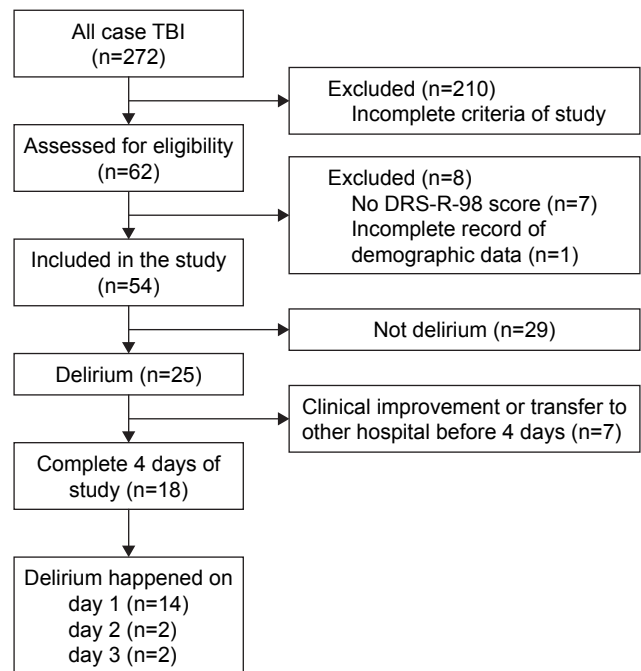 All case TBI
(n=272)
Excluded (n=210)
Incomplete criteria of study
Assessed for eligibility
(n=62)
Excluded (n=8)
No DRS-R-98 score (n=7)
Incomplete record of
demographic data (n=1)
Included in the study
(n=54)
Not delirium (n=29)
Delirium (n=25)
Clinical improvement or transfer to
other hospital before 4 days (n=7)
Complete 4 days of
study (n=18)
Delirium happened on
day 1 (n=14)
day 2 (n=2)
day 3 (n=2)